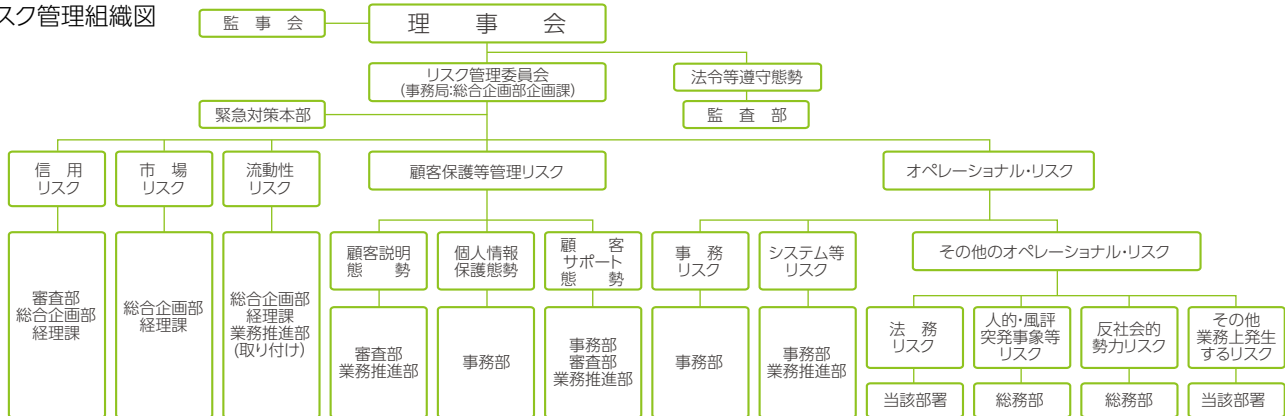 スク管理組織図
監事会
理事会
リスク管理委員会
(事務局:総合企画部企画課)
法令等遵守態勢
緊急対策本部
監査部
信用
リスク
市場
リスク
流動性
リスク
顧客保護等管理リスク
オペレーショナル・リスク
顧客説明
態勢
個人情報
保護態勢
顧客
サポート
態勢
事務
リスク
システム等
リスク
その他のオペレーショナル・リスク
審査部
総合企画部
経理課
総合企画部
経理課
総合企画部
経理課
業務推進部
(取り付け)
審査部
業務推進部
事務部
事務部
審査部
業務推進部
事務部
事務部
業務推進部
法務
リスク
人的・風評
突発事象等
リスク
反社会的
勢力リスク
その他
業務上発生
するリスク
当該部署
総務部
総務部
当該部署